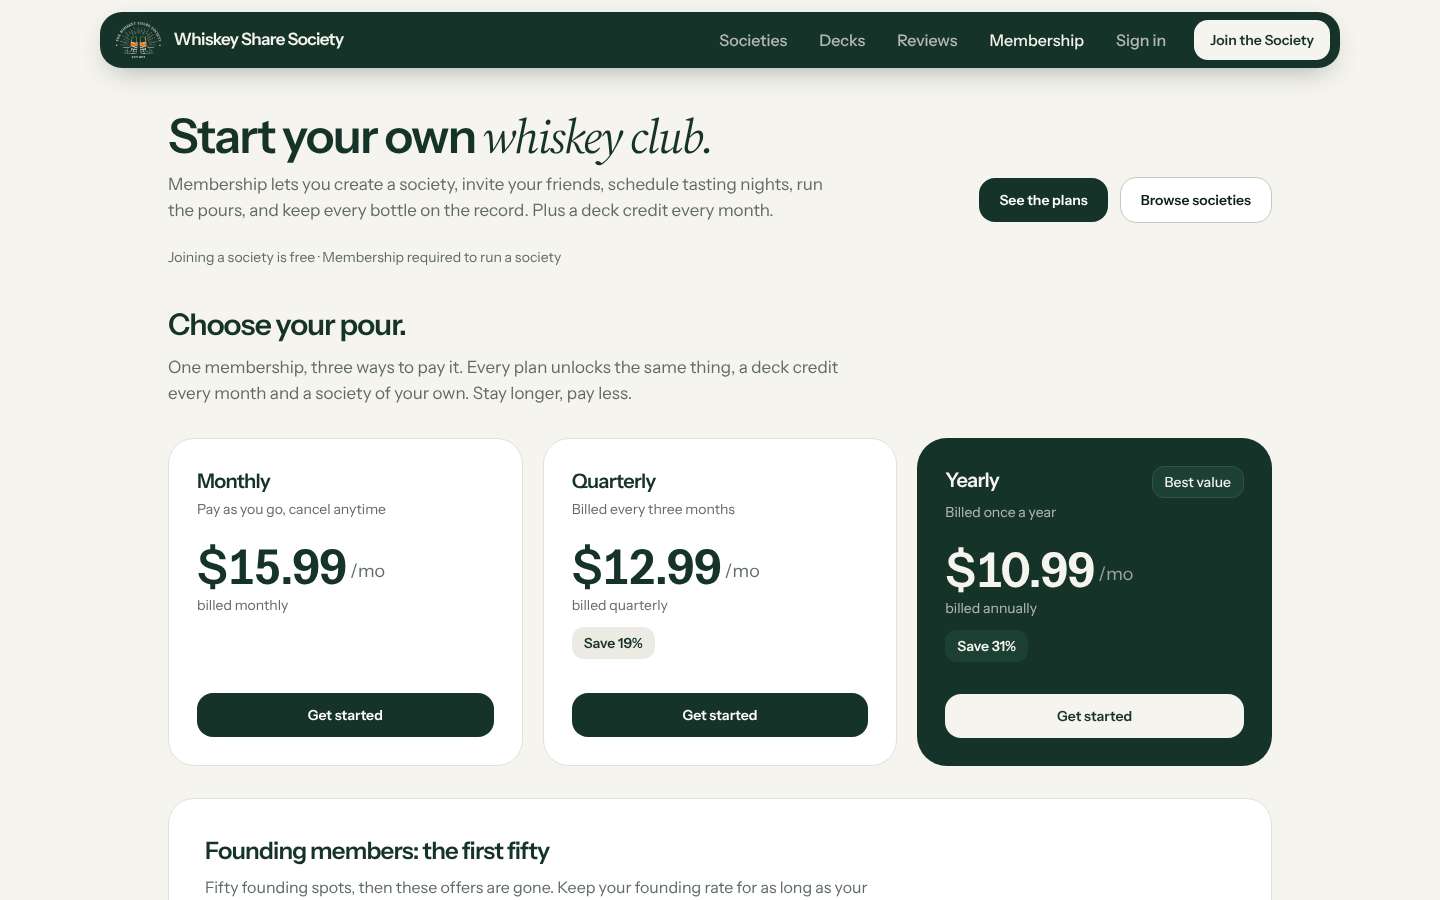 Whiskey Share Society
Societies
Decks
Reviews
Membership
Sign in
Join the Society
Start your own whiskey club.
Membership lets you create a society, invite your friends, schedule tasting nights, run
the pours, and keep every bottle on the record. Plus a deck credit every month.
See the plans
Browse societies
Joining a society is free · Membership required to run a society
Choose your pour.
One membership, three ways to pay it. Every plan unlocks the same thing, a deck credit
every month and a society of your own. Stay longer, pay less.
Monthly
Pay as you go, cancel anytime
$15.99 /mo
billed monthly
Get started
Quarterly
Billed every three months
$12.99 /mo
billed quarterly
Save 19%
Get started
Yearly
Best value
Billed once a year
$10.99 /mo
billed annually
Save 31%
Get started
Founding members: the first fifty
Fifty founding spots, then these offers are gone. Keep your founding rate for as long as your